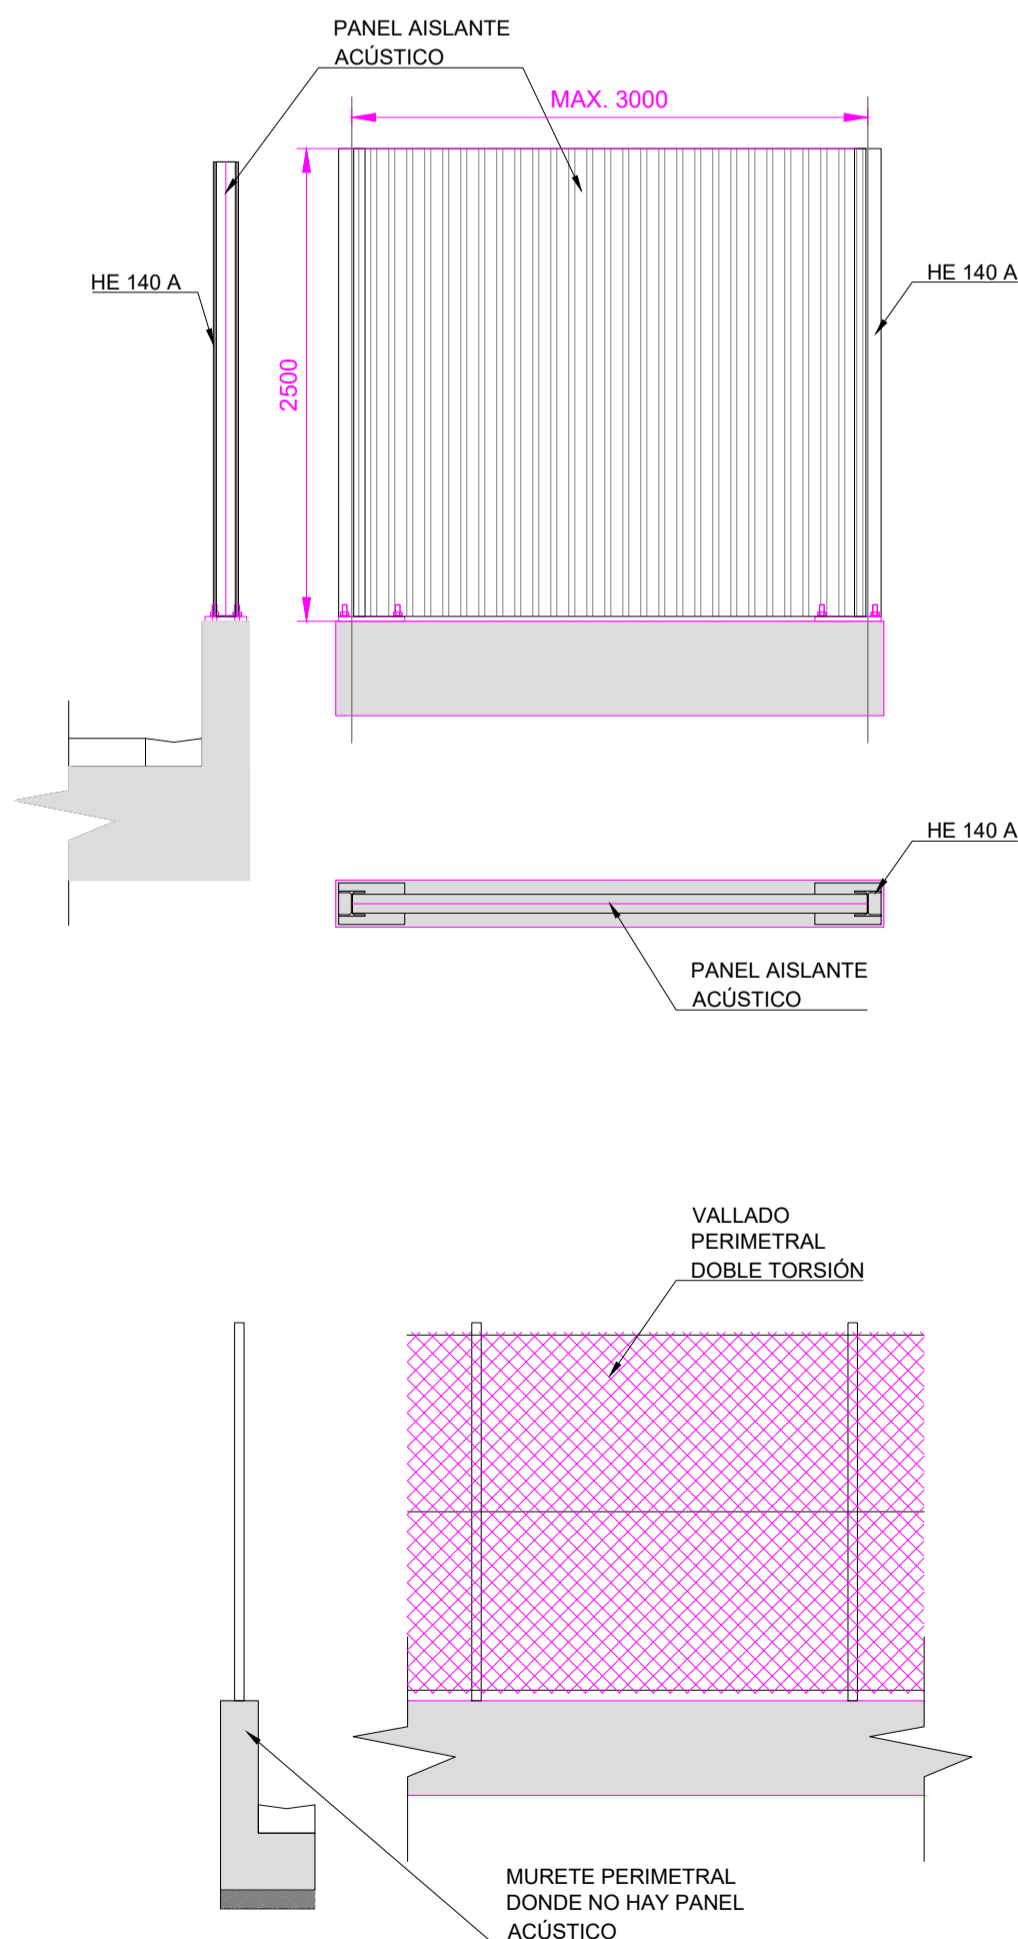 PANEL AISLANTE
ACÚSTICO
MAX. 3000
HE 140 A
HE 140 A
2500
HE 140 A
PANEL AISLANTE
ACÚSTICO
VALLADO
PERIMETRAL
DOBLE TORSIÓN
MURETE PERIMETRAL
DONDE NO HAY PANEL
ACÚSTICO